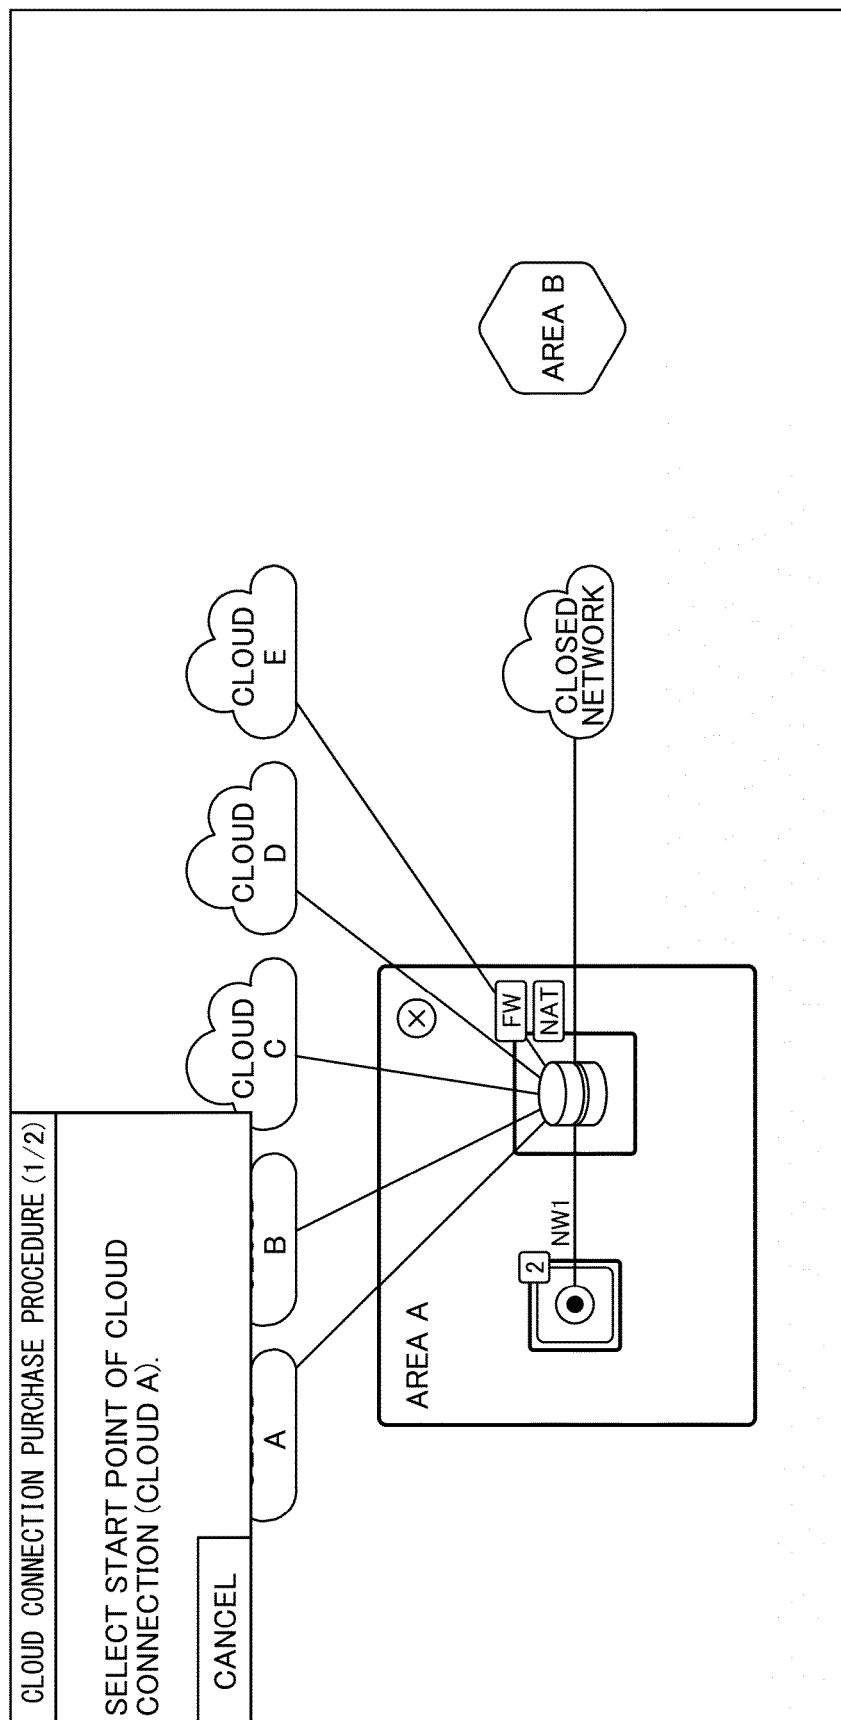 CLOUD CONNECTION PURCHASE PROCEDURE (1/2)
SELECT START POINT OF CLOUD
CONNECTION (CLOUD A).
CANCEL
A
B
CLOUD
C
CLOUD
D
CLOUD
E
AREA A
2
NW1
FW
NAT
CLOSED
NETWORK
AREA B